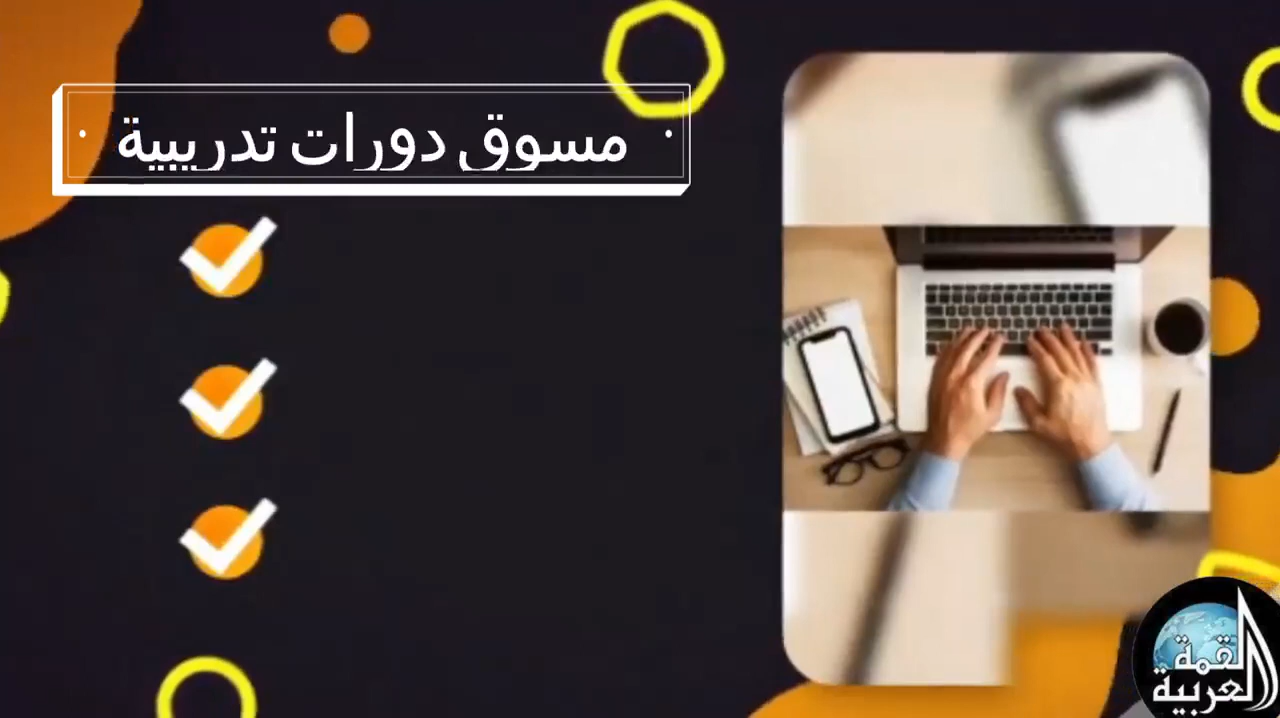 مسوق دورات تدريبية
القمة
العربية